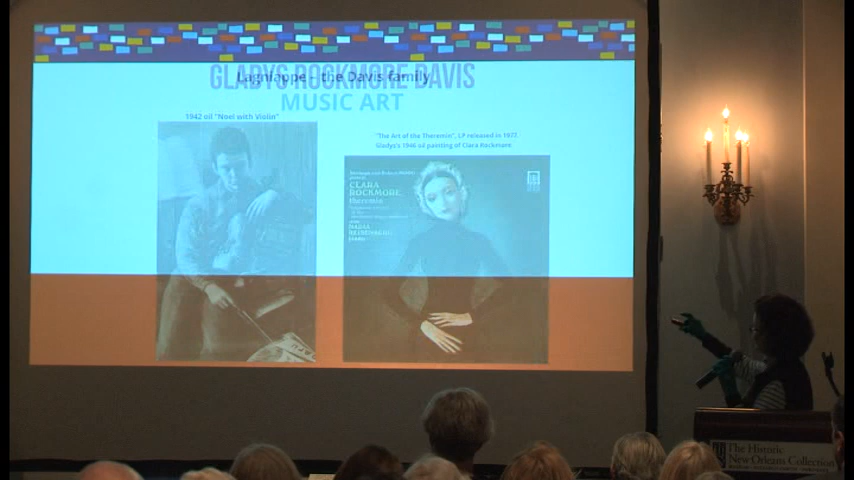 GLADYS ROCKMORE DAVIS
Lagniappe - the Davis family
MUSIC ART
1942 oil "Noel with Violin"
"The Art of the Theremin", LP released in 1977.
Gladys's 1946 oil painting of Clara Rockmore
CLARA
ROCKMORE
theremin
NADIA
REISENBERG
piano
The Historic
New Orleans Collection